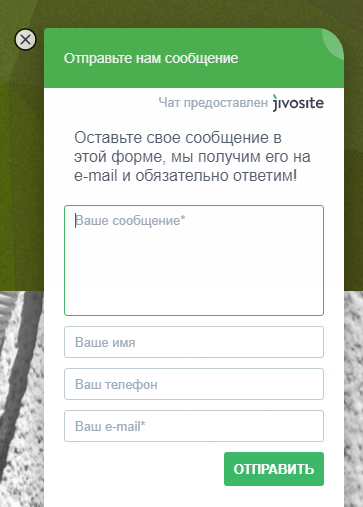 Отправьте нам сообщение
Чат предоставлен jivosite
Оставьте свое сообщение в
этой форме, мы получим его на
e-mail и обязательно ответим!
Ваше сообщение*
Ваше имя
Ваш телефон
Ваш e-mail*
ОТПРАВИТЬ